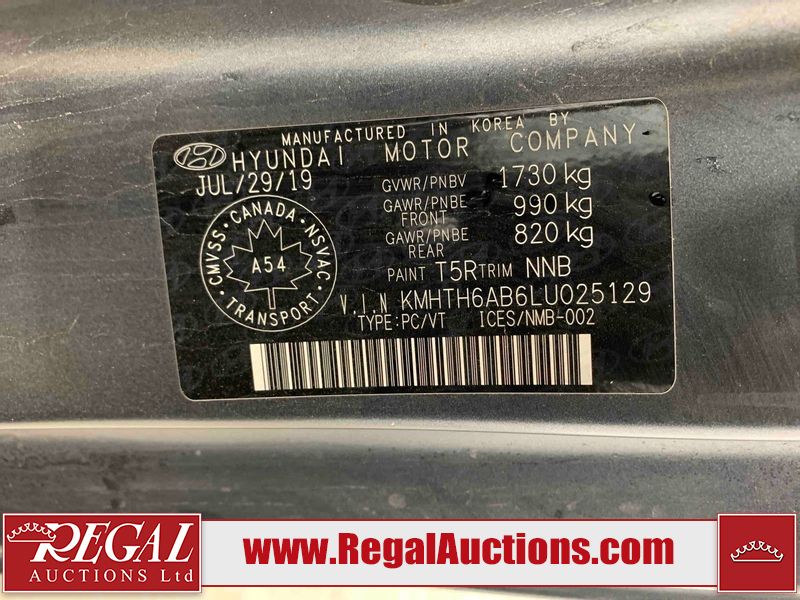 MANUFACTURED IN KOREA BY
HYUNDAI MOTOR COMPANY
JUL/29/19
GVWR/PNBV 1730 kg
GAWR/PNBE FRONT 990 kg
GAWR/PNBE REAR 820 kg
CMVSS · CANADA · NSVAC
A54
TRANSPORT
PAINT T5R TRIM NNB
V.I.N KMHTH6AB6LU025129
TYPE:PC/VT ICES/NMB-002
REGAL
AUCTIONS Ltd
www.RegalAuctions.com